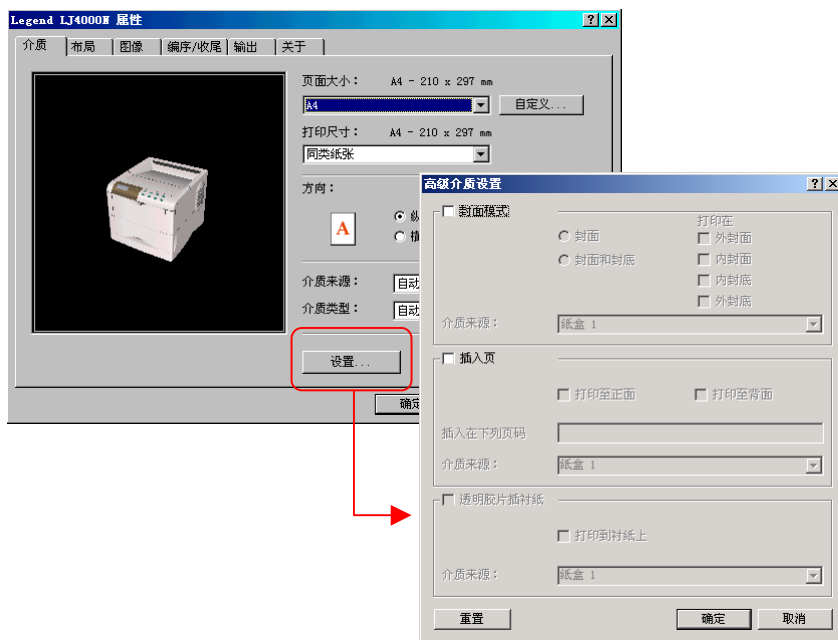 Legend LJ4000N 属性
介质 布局 图像 编序/收尾 输出 关于
页面大小： A4 - 210 x 297 mm
A4 自定义...
打印尺寸： A4 - 210 x 297 mm
同类纸张
方向：
A
介质来源： 自动
介质类型： 自动
设置...
确定
高级介质设置
封面模式
打印在
封面 外封面
封面和封底 内封面
内封底
外封底
介质来源： 纸盒 1
插入页
打印至正面 打印至背面
插入在下列页码
介质来源： 纸盒 1
透明胶片插衬纸
打印到衬纸上
介质来源： 纸盒 1
重置 确定 取消